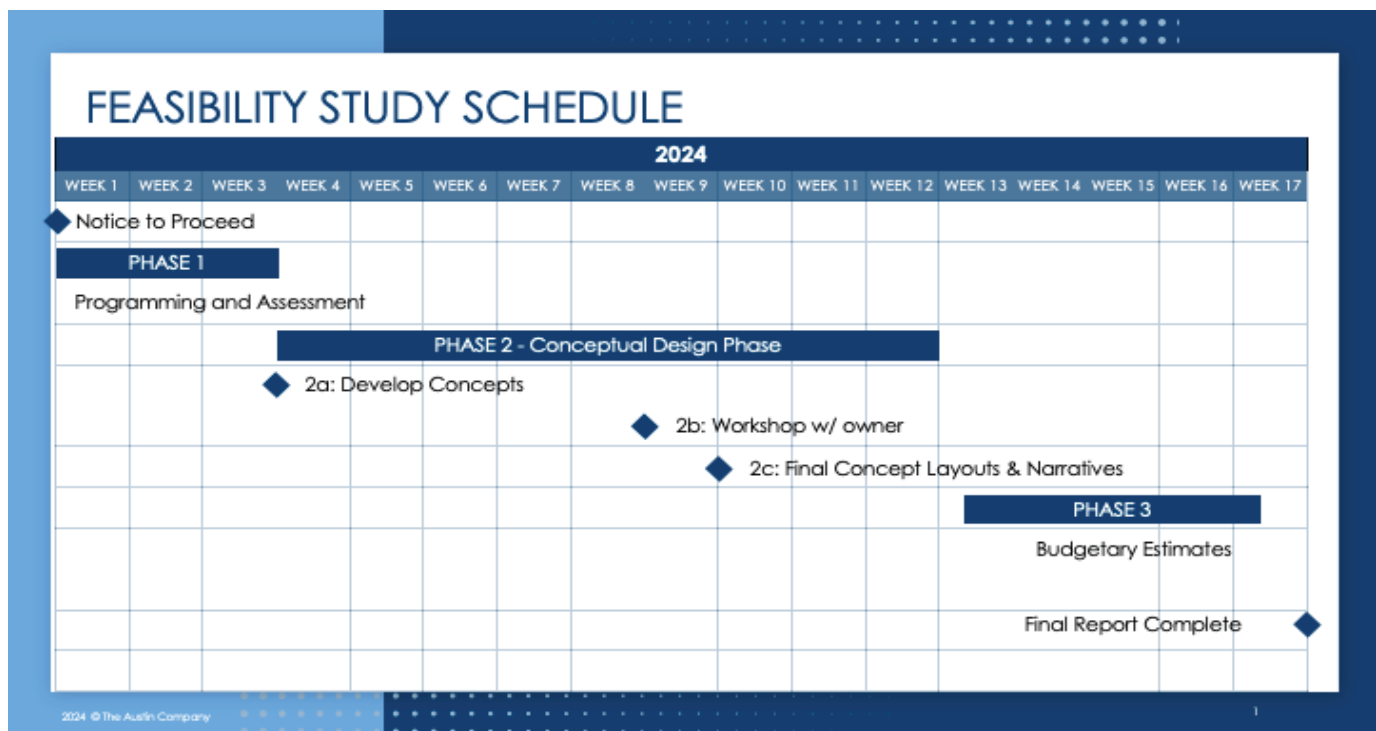 FEASIBILITY STUDY SCHEDULE
2024
WEEK 1 WEEK 2 WEEK 3 WEEK 4 WEEK 5 WEEK 6 WEEK 7 WEEK 8 WEEK 9 WEEK 10 WEEK 11 WEEK 12 WEEK 13 WEEK 14 WEEK 15 WEEK 16 WEEK 17
Notice to Proceed
PHASE 1
Programming and Assessment
PHASE 2 - Conceptual Design Phase
2a: Develop Concepts
2b: Workshop w/ owner
2c: Final Concept Layouts & Narratives
PHASE 3
Budgetary Estimates
Final Report Complete
2024 © The Austin Company
1